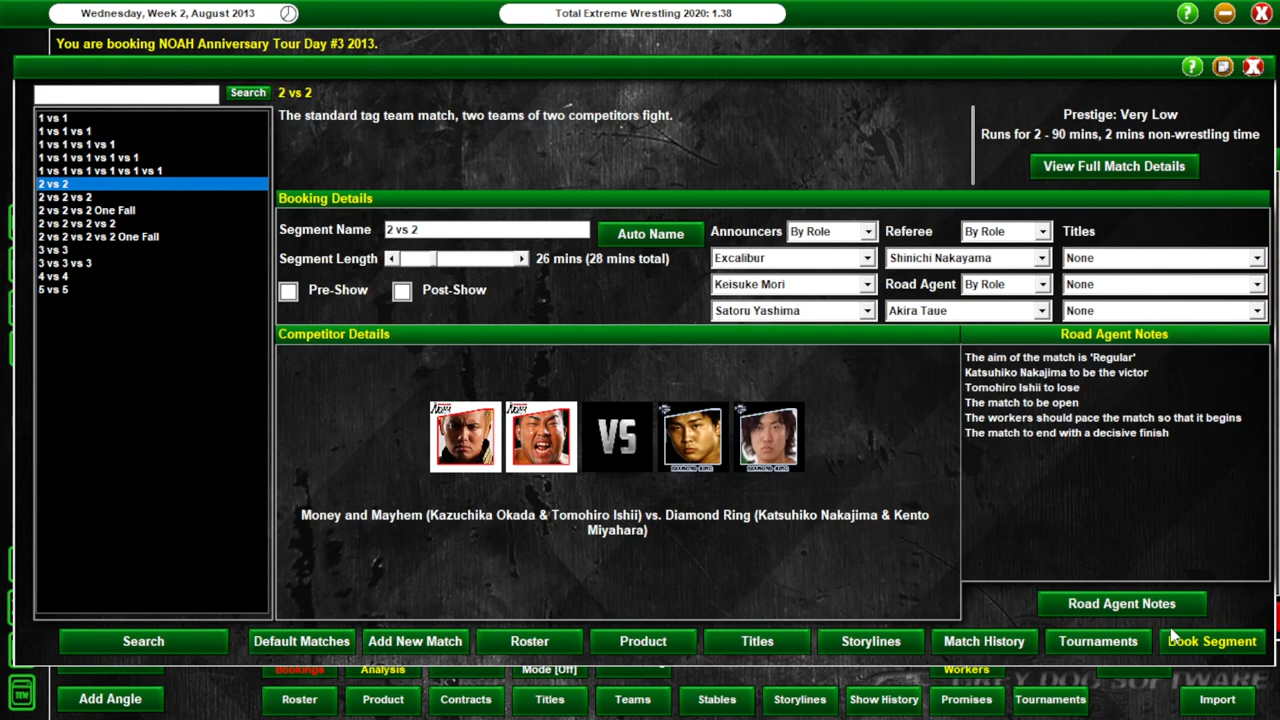 Wednesday, Week 2, August 2013
Total Extreme Wrestling 2020: 1.38
You are booking NOAH Anniversary Tour Day #3 2013.
Search
2 vs 2
1 vs 1
1 vs 1 vs 1
1 vs 1 vs 1 vs 1
1 vs 1 vs 1 vs 1 vs 1
1 vs 1 vs 1 vs 1 vs 1 vs 1
2 vs 2
2 vs 2 vs 2
2 vs 2 vs 2 One Fall
2 vs 2 vs 2 vs 2
2 vs 2 vs 2 vs 2 One Fall
3 vs 3
3 vs 3 vs 3
4 vs 4
5 vs 5
The standard tag team match, two teams of two competitors fight.
Prestige: Very Low
Runs for 2 - 90 mins, 2 mins non-wrestling time
View Full Match Details
Booking Details
Segment Name 2 vs 2 Auto Name Announcers By Role Referee By Role Titles
Segment Length 26 mins (28 mins total) Excalibur Shinichi Nakayama None
Pre-Show Post-Show Keisuke Mori Road Agent By Role None
Satoru Yashima Akira Taue None
Competitor Details
Road Agent Notes
The aim of the match is 'Regular'
Katsuhiko Nakajima to be the victor
Tomohiro Ishii to lose
The match to be open
The workers should pace the match so that it begins
The match to end with a decisive finish
VS
Money and Mayhem (Kazuchika Okada & Tomohiro Ishii) vs. Diamond Ring (Katsuhiko Nakajima & Kento
Miyahara)
Road Agent Notes
Search Default Matches Add New Match Roster Product Titles Storylines Match History Tournaments Book Segment
Bookings Analysis Mode [Off] Workers
Add Angle Roster Product Contracts Titles Teams Stables Storylines Show History Promises Tournaments Import